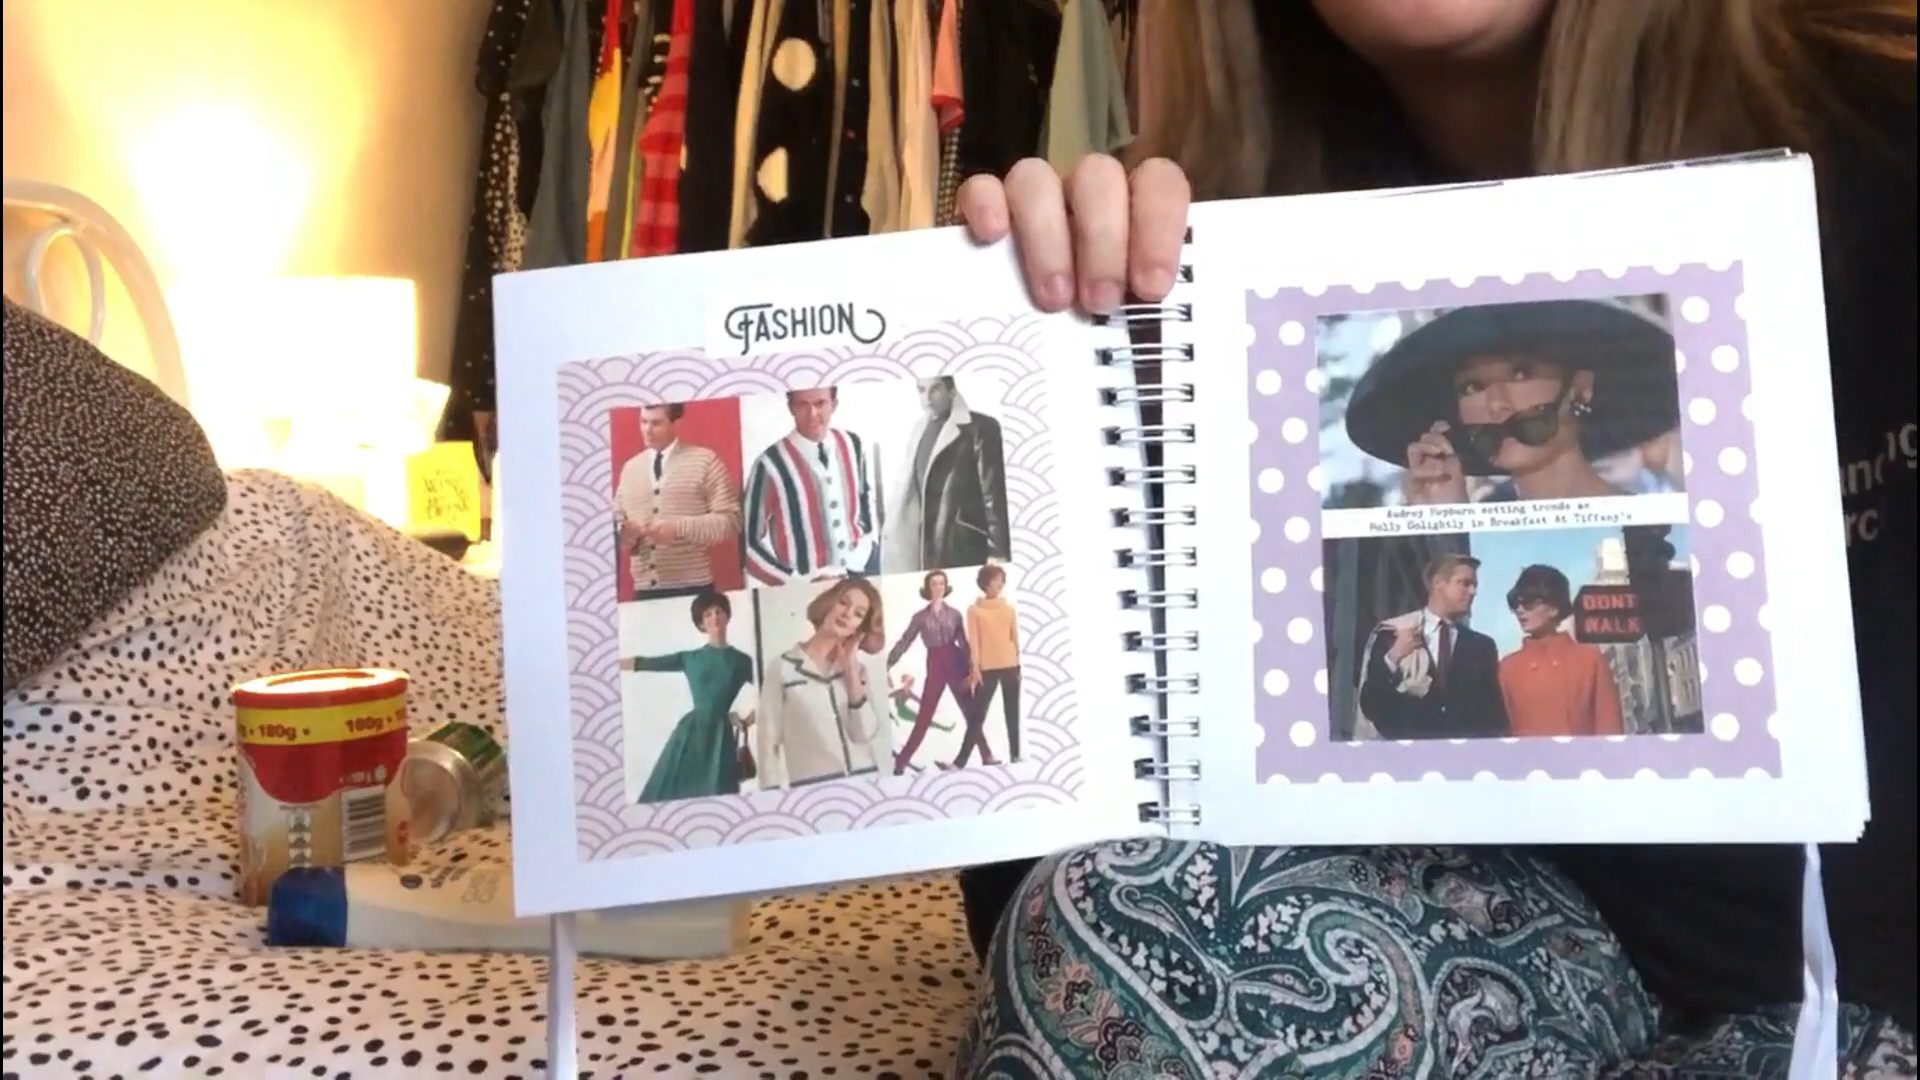 FASHION
Audrey Hepburn setting trends as
Holly Golightly in Breakfast At Tiffany's
DONT
WALK
180g
180g